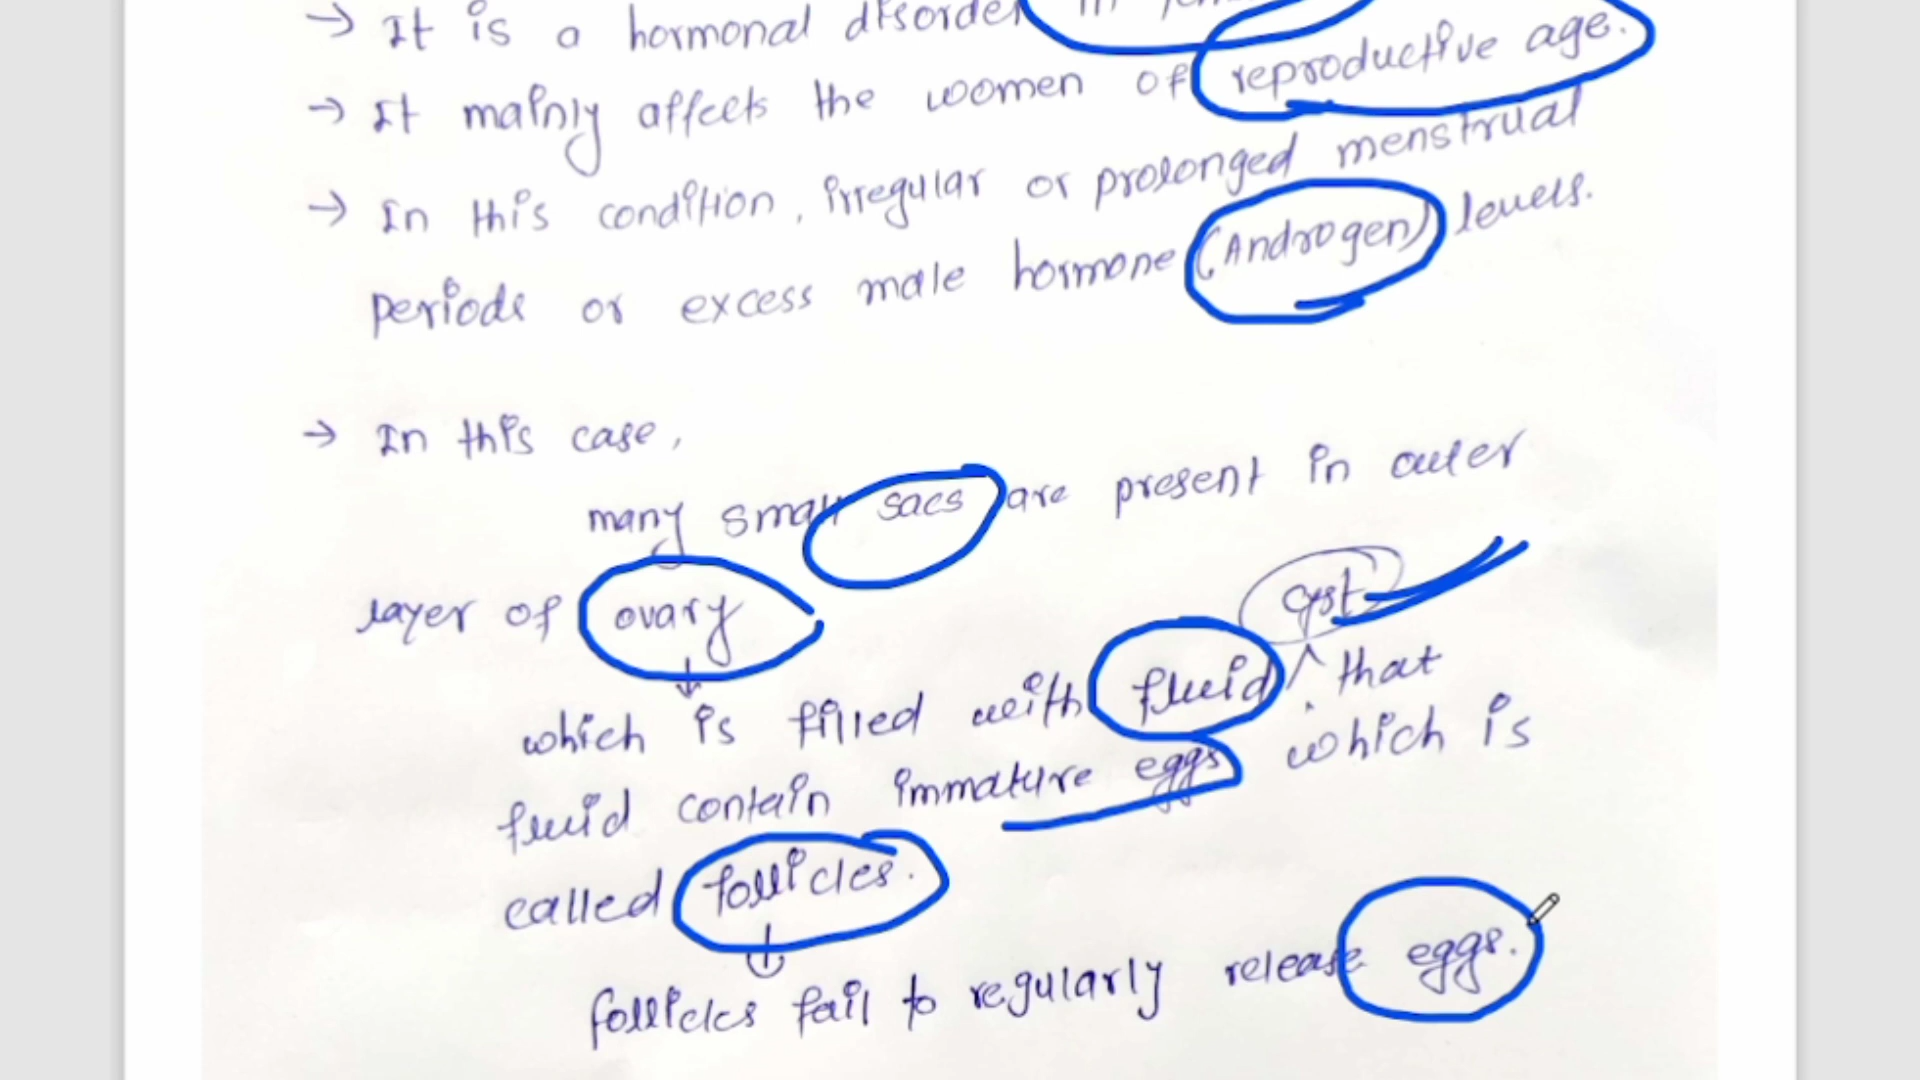 → It is a hormonal disorder in
→ It mainly affects the women of reproductive age.
→ In this condition, irregular or prolonged menstrual
periods or excess male hormone (Androgen) levels.
→ In this case,
many small sacs are present in outer
layer of ovary
cyst
which is filled with fluid ^ that
fluid contain immature eggs which is
called follicles.
follicles fail to regularly release eggs.